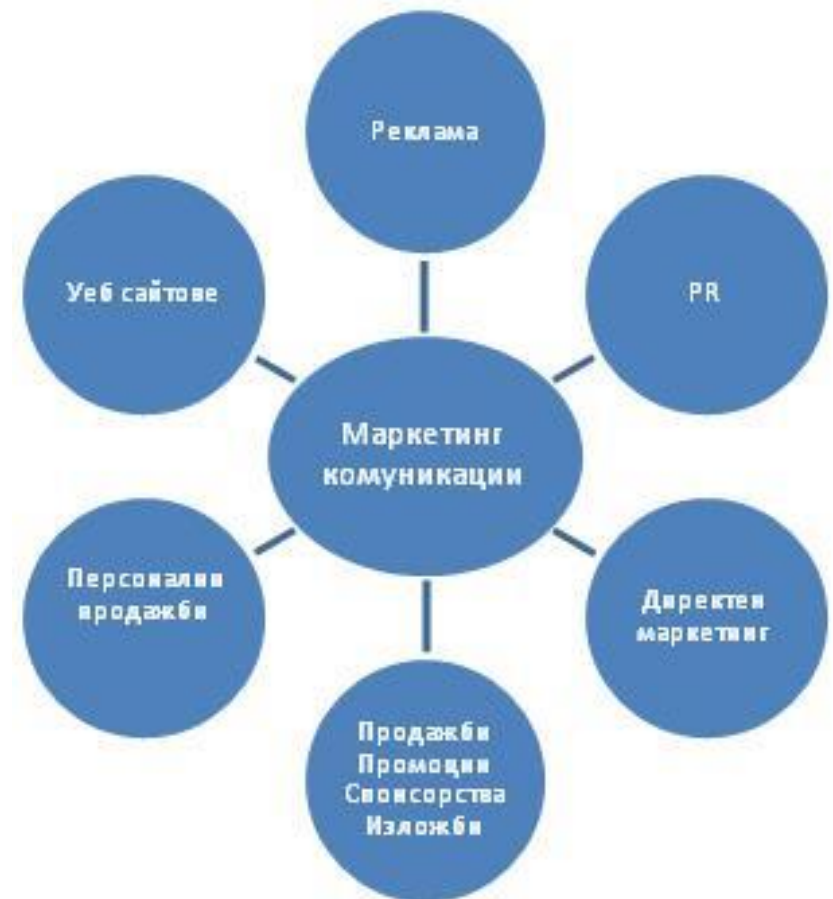 Реклама
PR
Директен
маркетинг
Продажби
Промоции
Спонсорства
Изложби
Персонални
продажби
Уеб сайтове
Маркетинг
комуникации